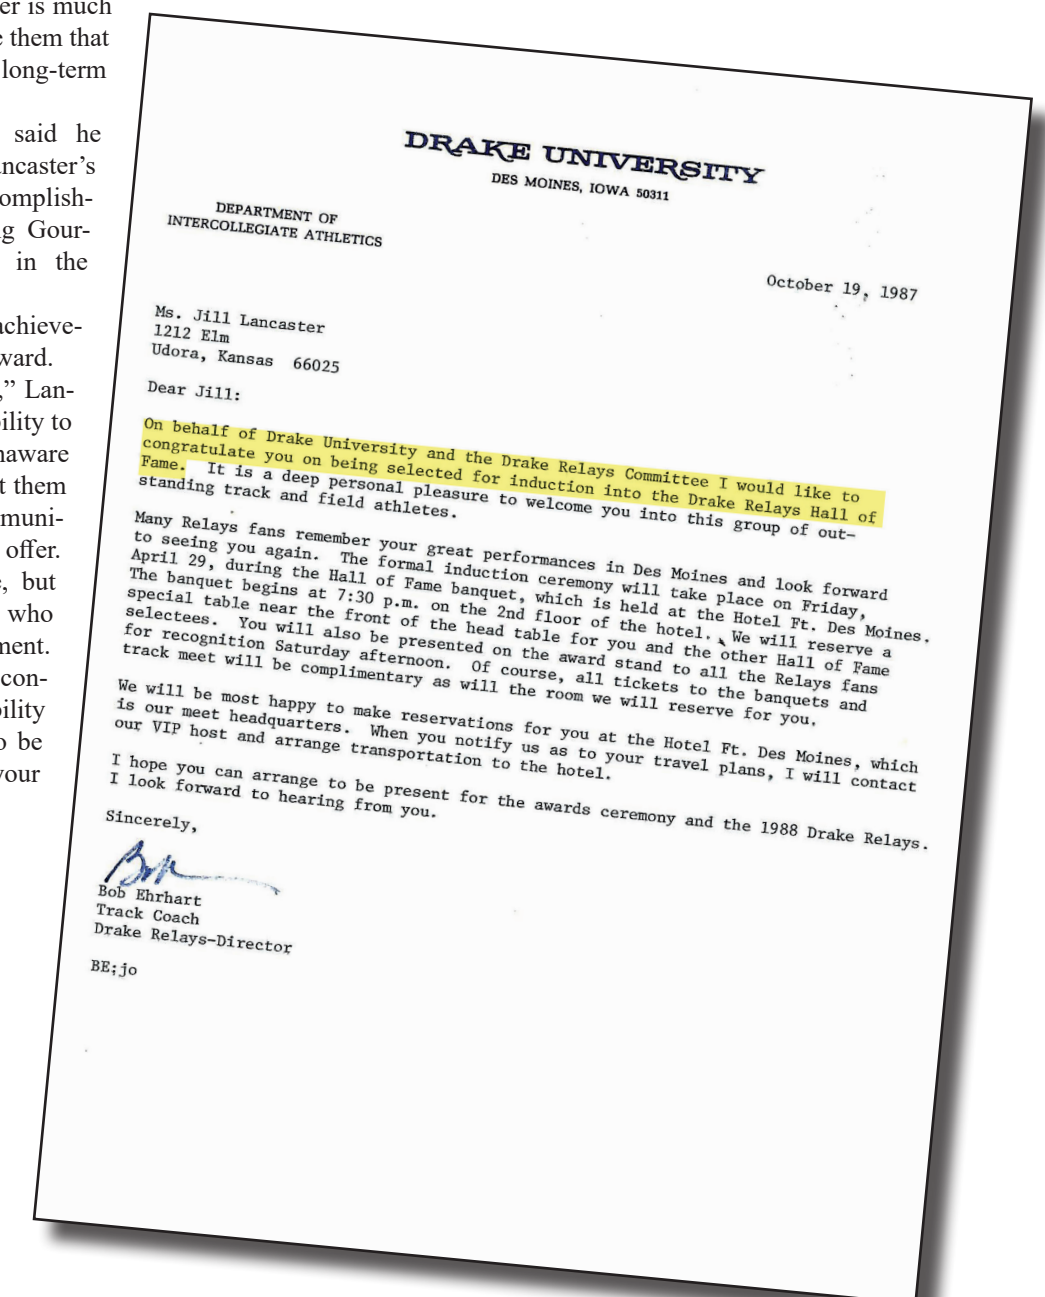 er is much
e them that
long-term
said he
ancaster's
omplish-
ng Gour-
in the
achieve-
ward.
,” Lan-
bility to
naware
t them
muni-
offer.
e, but
who
ment.
con-
bility
o be
your
DRAKE UNIVERSITY
DES MOINES, IOWA 50311
DEPARTMENT OF
INTERCOLLEGIATE ATHLETICS
October 19, 1987
Ms. Jill Lancaster
1212 Elm
Udora, Kansas 66025
Dear Jill:
On behalf of Drake University and the Drake Relays Committee I would like to
congratulate you on being selected for induction into the Drake Relays Hall of
Fame. It is a deep personal pleasure to welcome you into this group of out-
standing track and field athletes.
Many Relays fans remember your great performances in Des Moines and look forward
to seeing you again. The formal induction ceremony will take place on Friday,
April 29, during the Hall of Fame banquet, which is held at the Hotel Ft. Des Moines.
The banquet begins at 7:30 p.m. on the 2nd floor of the hotel. We will reserve a
special table near the front of the head table for you and the other Hall of Fame
selectees. You will also be presented on the award stand to all the Relays fans
for recognition Saturday afternoon. Of course, all tickets to the banquets and
track meet will be complimentary as will the room we will reserve for you.
We will be most happy to make reservations for you at the Hotel Ft. Des Moines, which
is our meet headquarters. When you notify us as to your travel plans, I will contact
our VIP host and arrange transportation to the hotel.
I hope you can arrange to be present for the awards ceremony and the 1988 Drake Relays.
I look forward to hearing from you.
Sincerely,
Bob
Bob Ehrhart
Track Coach
Drake Relays-Director
BE;jo